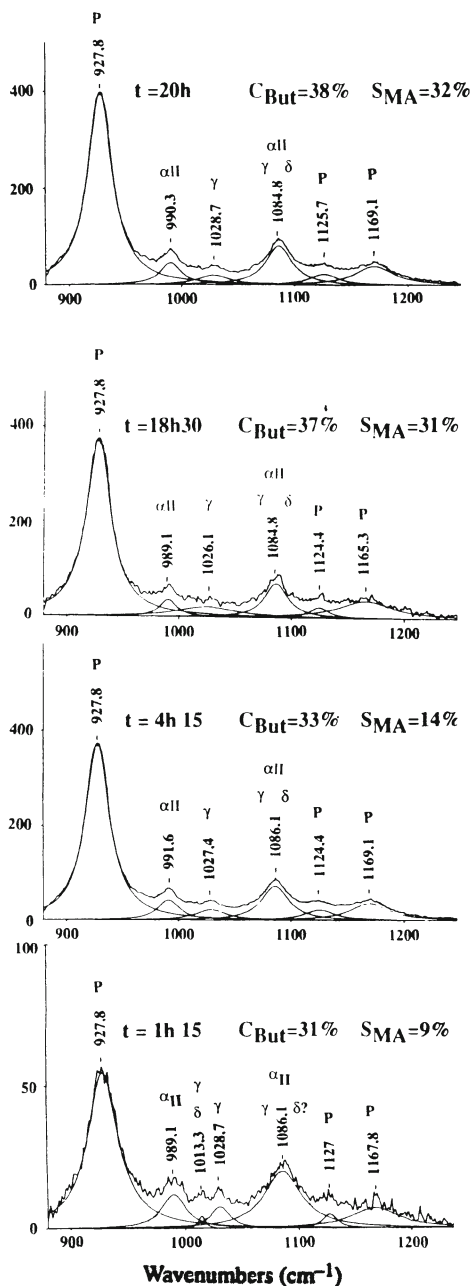 P
927.8
t =20h C_But=38% S_MA=32%
400
200
0
αII
990.3
γ
1028.7
αII
γ δ
1084.8
P
1125.7
P
1169.1
900 1000 1100 1200
P
927.8
t =18h30 C_But=37% S_MA=31%
400
200
0
αII
989.1
γ
1026.1
αII
γ δ
1084.8
P
1124.4
P
1165.3
900 1000 1100 1200
P
927.8
t = 4h 15 C_But=33% S_MA=14%
400
200
0
αII
991.6
γ
1027.4
αII
γ δ
1086.1
P
1124.4
P
1169.1
900 1000 1100 1200
100
P
927.8
t = 1h 15 C_But=31% S_MA=9%
50
0
αII
989.1
γ
δ
1013.3
γ
1028.7
αII
γ δ?
1086.1
P
1127
P
1167.8
900 1000 1100 1200
Wavenumbers (cm⁻¹)